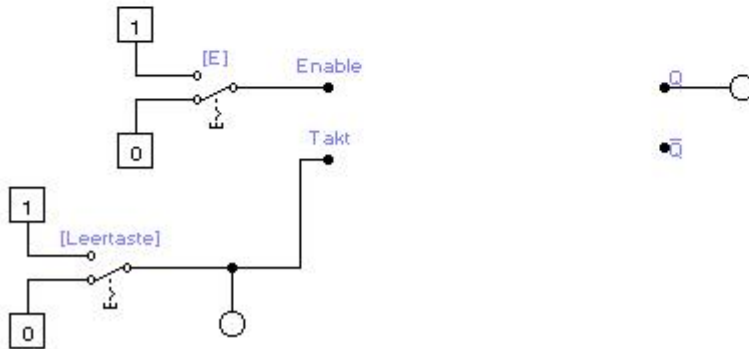 1
[E]
Enable
Q
0
Takt
Q̅
1
[Leertaste]
0